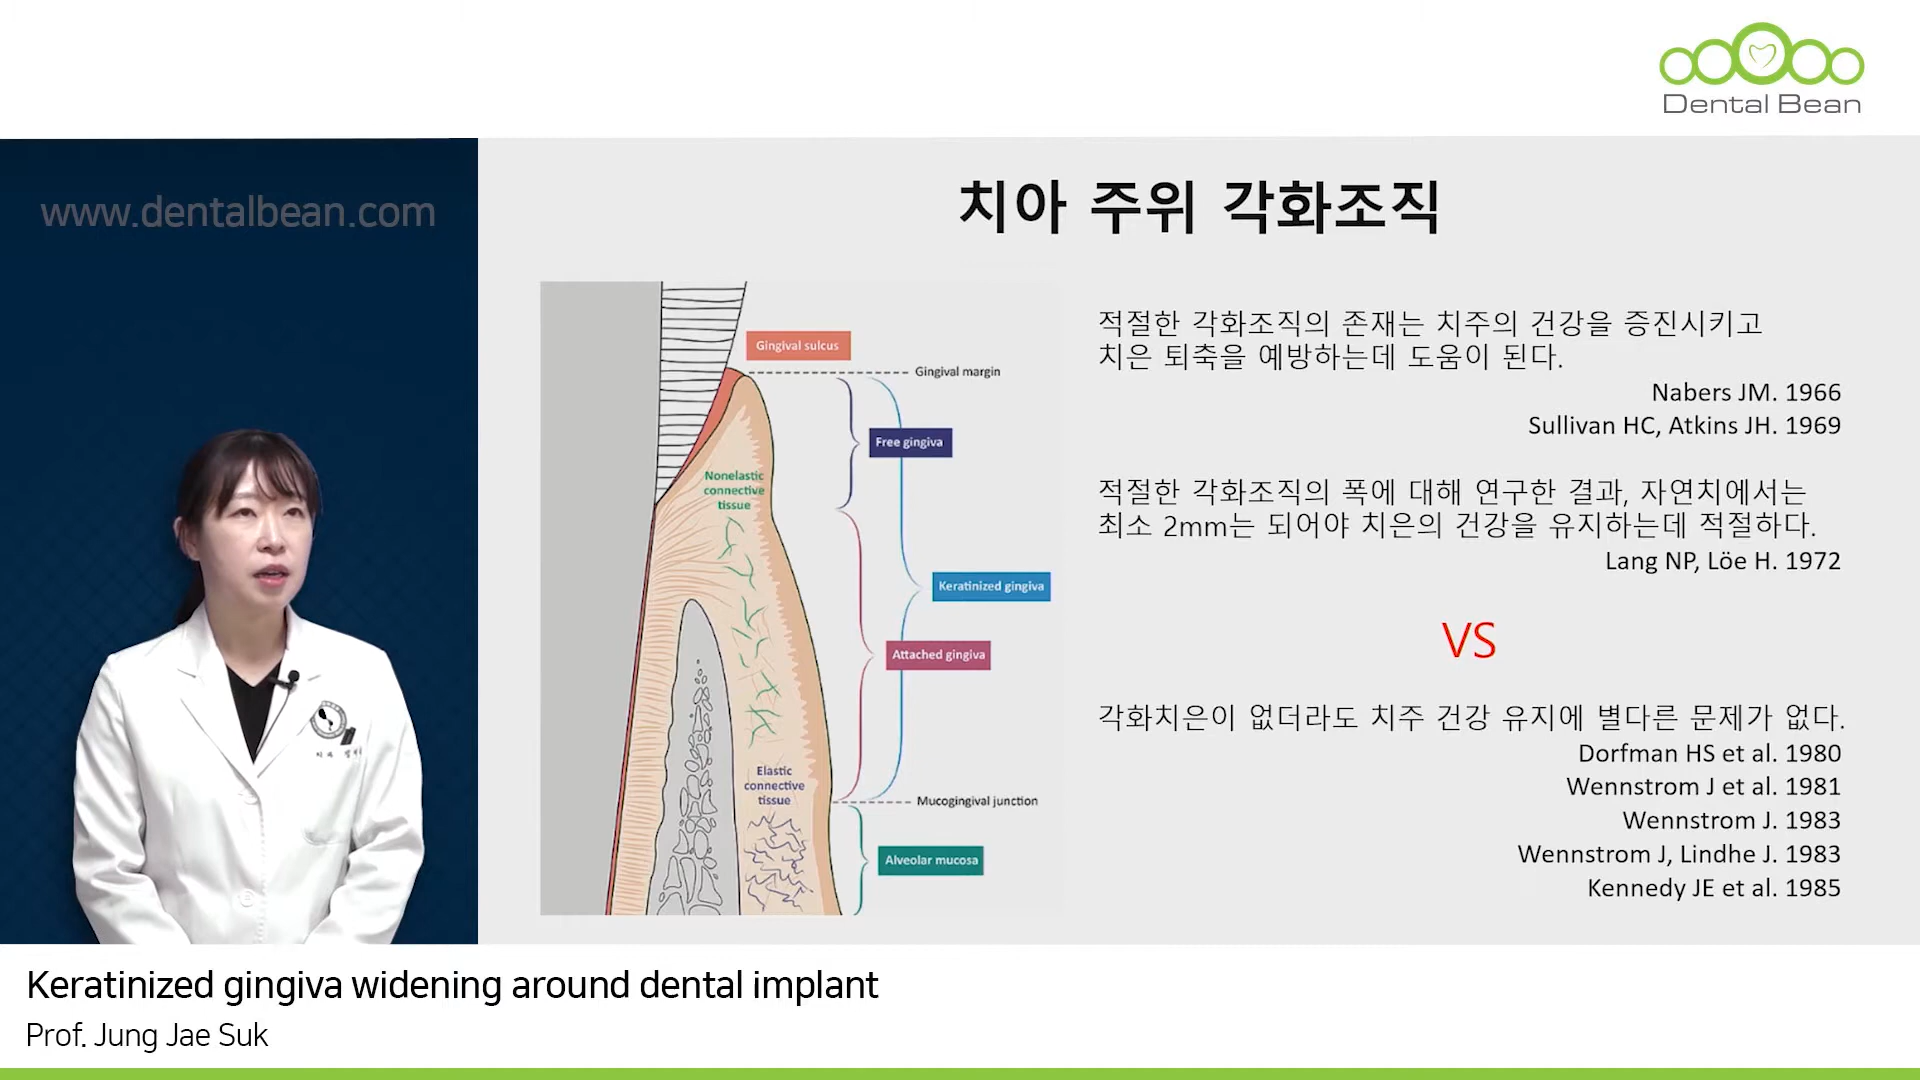 Dental Bean
www.dentalbean.com
치아 주위 각화조직
Gingival sulcus
Gingival margin
Free gingiva
Nonelastic
connective
tissue
Keratinized gingiva
Attached gingiva
Elastic
connective
tissue
Mucogingival junction
Alveolar mucosa
적절한 각화조직의 존재는 치주의 건강을 증진시키고
치은 퇴축을 예방하는데 도움이 된다.
Nabers JM. 1966
Sullivan HC, Atkins JH. 1969
적절한 각화조직의 폭에 대해 연구한 결과, 자연치에서는
최소 2mm는 되어야 치은의 건강을 유지하는데 적절하다.
Lang NP, Löe H. 1972
VS
각화치은이 없더라도 치주 건강 유지에 별다른 문제가 없다.
Dorfman HS et al. 1980
Wennstrom J et al. 1981
Wennstrom J. 1983
Wennstrom J, Lindhe J. 1983
Kennedy JE et al. 1985
Keratinized gingiva widening around dental implant
Prof. Jung Jae Suk